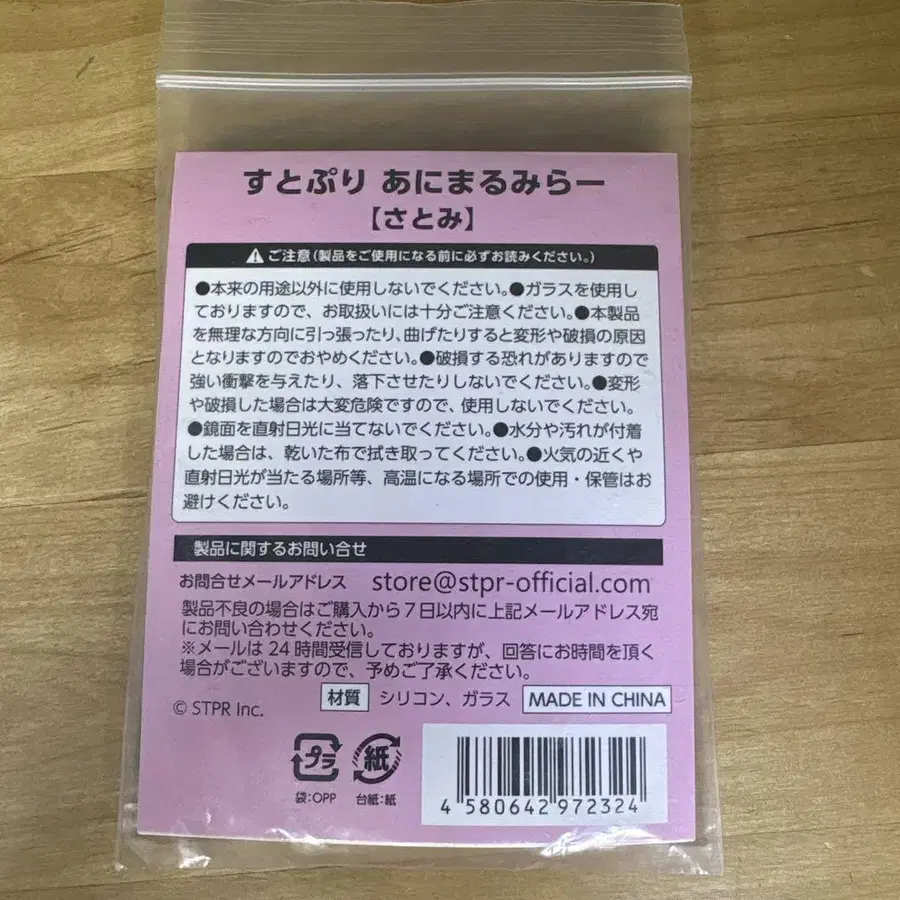 すとぷり あにまるみらー
【さとみ】
ご注意(製品をご使用になる前に必ずお読みください。)
●本来の用途以外に使用しないでください。●ガラスを使用し
ておりますので、お取扱いには十分ご注意ください。●本製品
を無理な方向に引っ張ったり、曲げたりすると変形や破損の原因
となりますのでおやめください。●破損する恐れがありますので
強い衝撃を与えたり、落下させたりしないでください。●変形
や破損した場合は大変危険ですので、使用しないでください。
●鏡面を直射日光に当てないでください。●水分や汚れが付着
した場合は、乾いた布で拭き取ってください。●火気の近くや
直射日光が当たる場所等、高温になる場所での使用・保管はお
避けください。
製品に関するお問い合せ
お問合せメールアドレス store@stpr-official.com
製品不良の場合はご購入から7日以内に上記メールアドレス宛
にお問い合わせください。
※メールは24時間受信しておりますが、回答にお時間を頂く
場合がございますので、予めご了承ください。
材質 シリコン、ガラス MADE IN CHINA
© STPR Inc.
プラ 紙
袋:OPP 台紙:紙
4 580642 972324